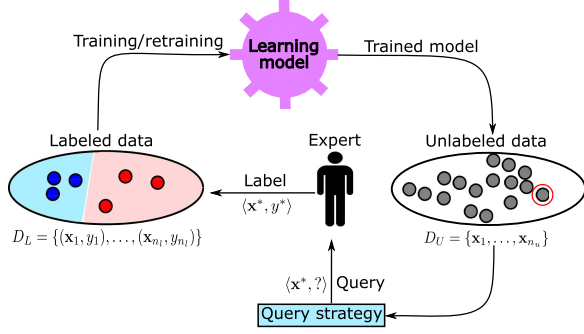 Training/retraining
Learning
model
Trained model
Labeled data
Expert
Unlabeled data
Label
⟨x*, y*⟩
D_L = {(x_1, y_1), . . . , (x_{n_l}, y_{n_l})}
D_U = {x_1, . . . , x_{n_u}}
⟨x*, ?⟩ Query
Query strategy